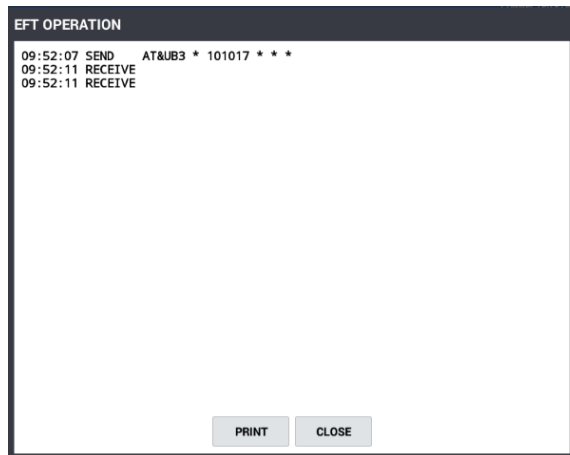 EFT OPERATION
09:52:07 SEND AT&UB3 * 101017 * * *
09:52:11 RECEIVE
09:52:11 RECEIVE
PRINT CLOSE